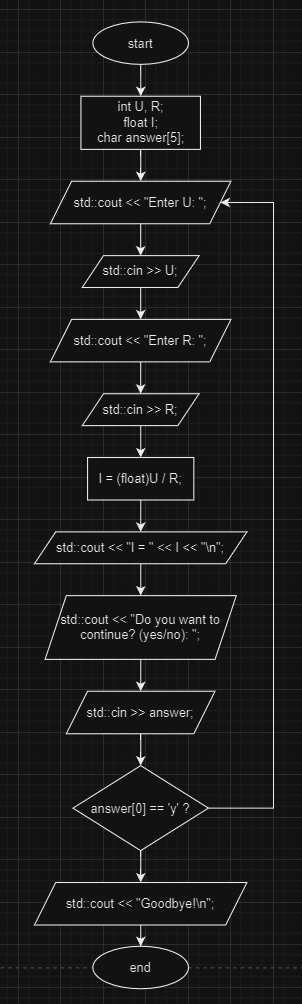 start
int U, R;
float I;
char answer[5];
std::cout << "Enter U: ";
std::cin >> U;
std::cout << "Enter R: ";
std::cin >> R;
I = (float)U / R;
std::cout << "I = " << I << "\n";
std::cout << "Do you want to
continue? (yes/no): ";
std::cin >> answer;
answer[0] == 'y' ?
std::cout << "Goodbye!\n";
end